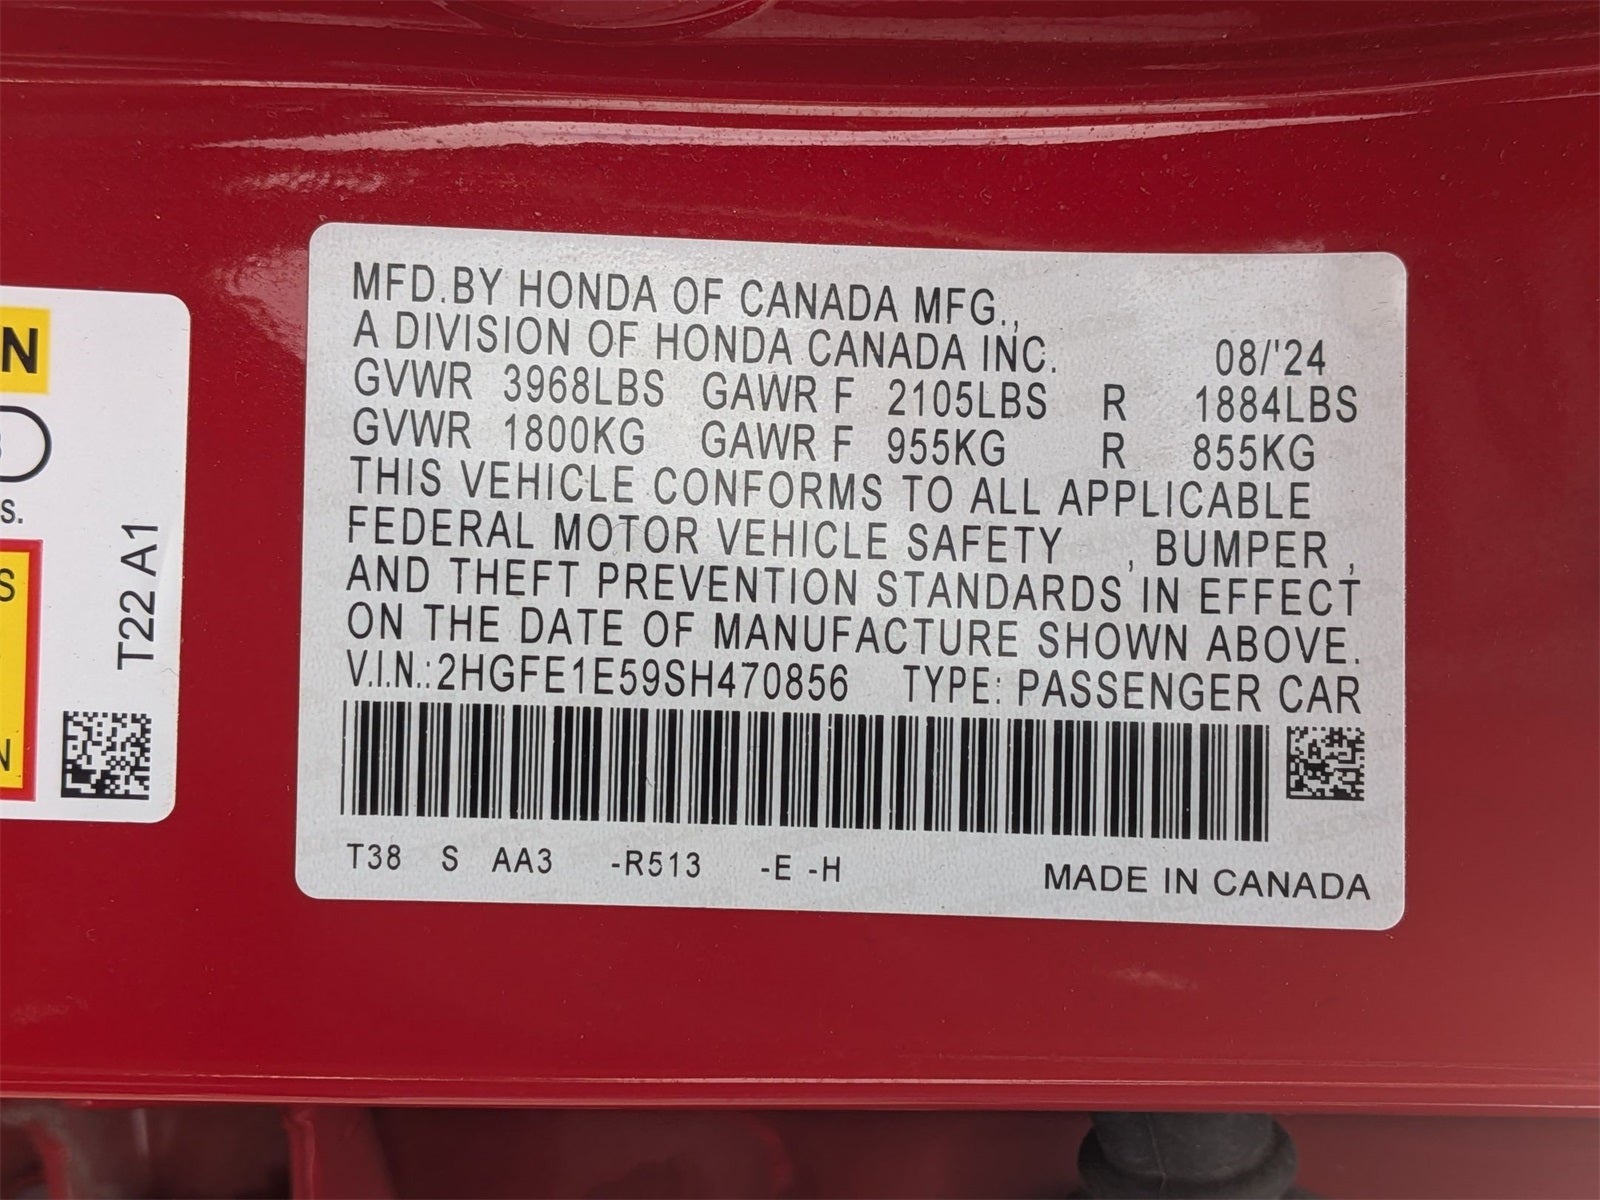 N
S.
S
N
T22 A1
MFD.BY HONDA OF CANADA MFG.,
A DIVISION OF HONDA CANADA INC. 08/'24
GVWR 3968LBS GAWR F 2105LBS R 1884LBS
GVWR 1800KG GAWR F 955KG R 855KG
THIS VEHICLE CONFORMS TO ALL APPLICABLE
FEDERAL MOTOR VEHICLE SAFETY , BUMPER ,
AND THEFT PREVENTION STANDARDS IN EFFECT
ON THE DATE OF MANUFACTURE SHOWN ABOVE.
V.I.N.:2HGFE1E59SH470856 TYPE: PASSENGER CAR
T38 S AA3 -R513 -E -H MADE IN CANADA